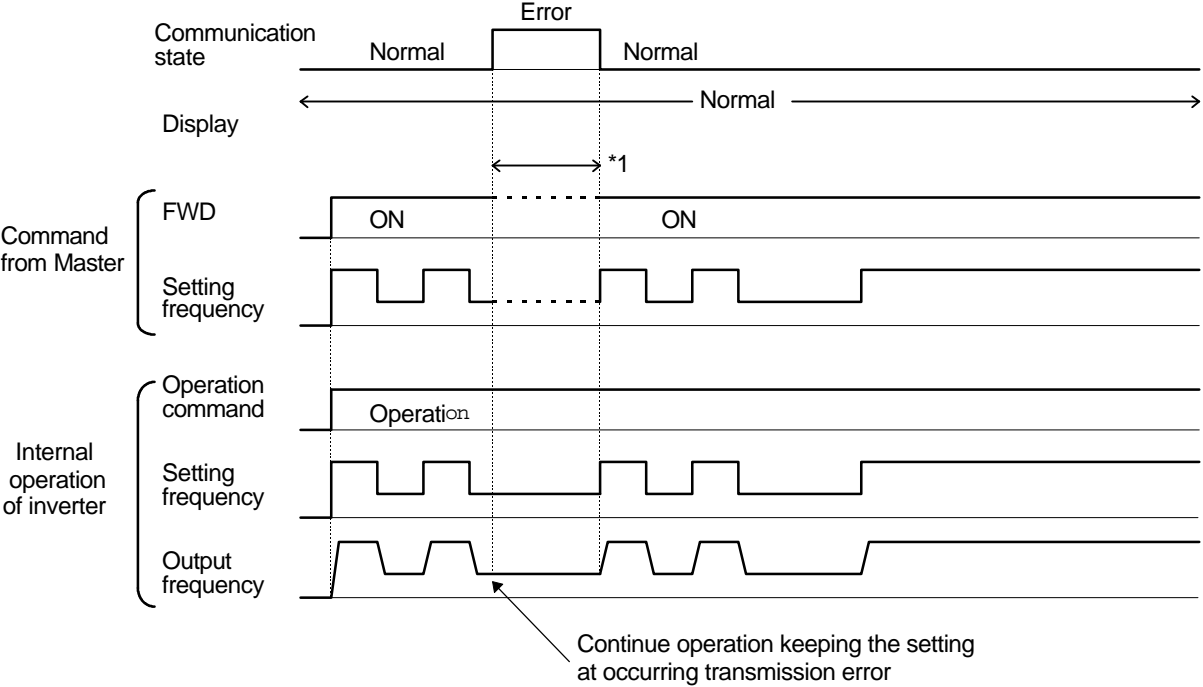 Error
Communication
state
Normal
Normal
Display
Normal
*1
Command
from Master
FWD
ON
ON
Setting
frequency
Internal
operation
of inverter
Operation
command
Operation
Setting
frequency
Output
frequency
Continue operation keeping the setting
at occurring transmission error